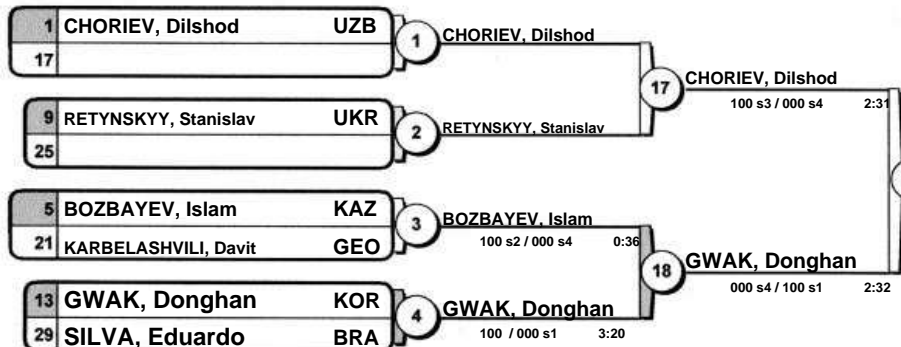 1 CHORIEV, Dilshod UZB
17
1
CHORIEV, Dilshod
9 RETYNSKYY, Stanislav UKR
25
2
RETYNSKYY, Stanislav
17
CHORIEV, Dilshod
100 s3 / 000 s4 2:31
5 BOZBAYEV, Islam KAZ
21 KARBELASHVILI, Davit GEO
3
BOZBAYEV, Islam
100 s2 / 000 s4 0:36
13 GWAK, Donghan KOR
29 SILVA, Eduardo BRA
4
GWAK, Donghan
100 / 000 s1 3:20
18
GWAK, Donghan
000 s4 / 100 s1 2:32